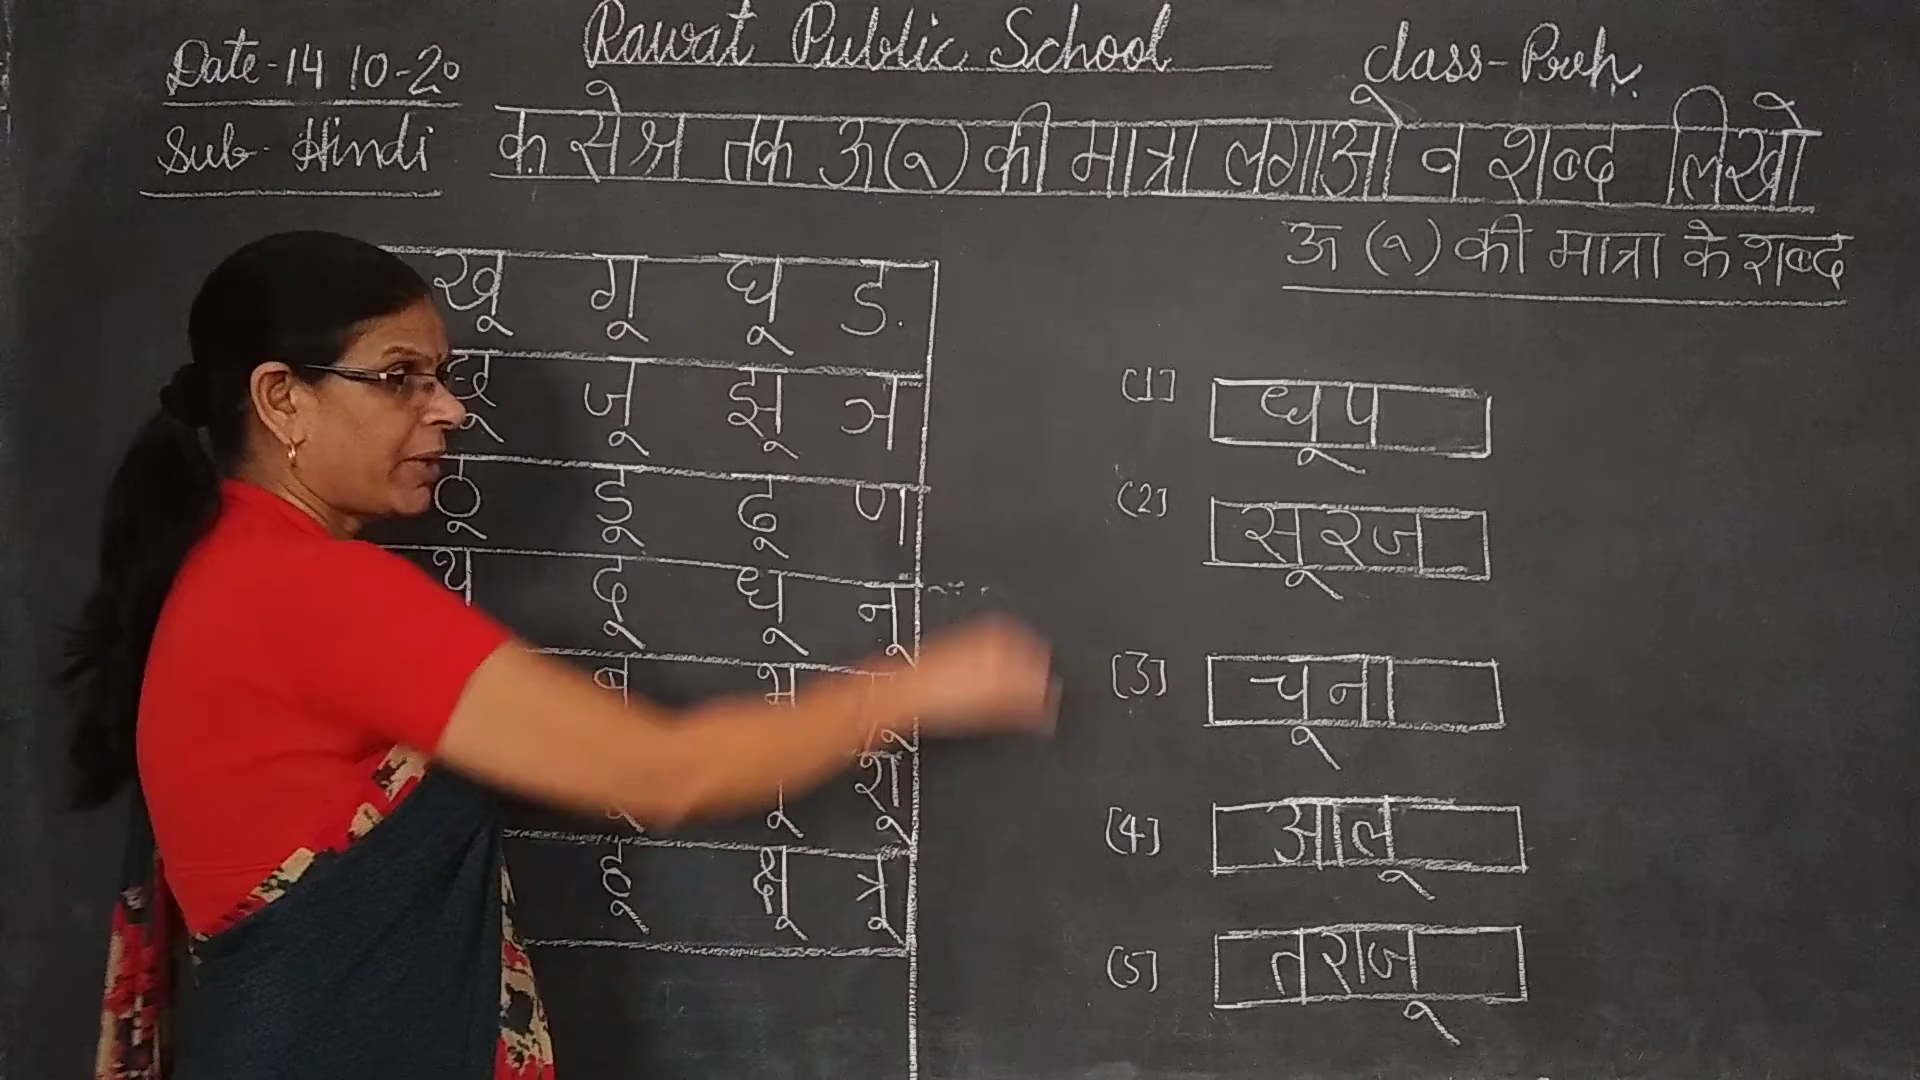 Rawat Public School
Date-14 10-20
class-Prep.
Sub- Hindi
क से श्र तक ऊ(ू) की मात्रा लगाओ व शब्द लिखो
ऊ (ू) की मात्रा के शब्द
खू गू घू ङ
छू जू झू ञ
ठू डू ढू ण
थ दू धू नू
शू
हू क्षू त्रू
(1) धूप
(2) सूरज
(3) चूना
(4) आलू
(5) तराजू